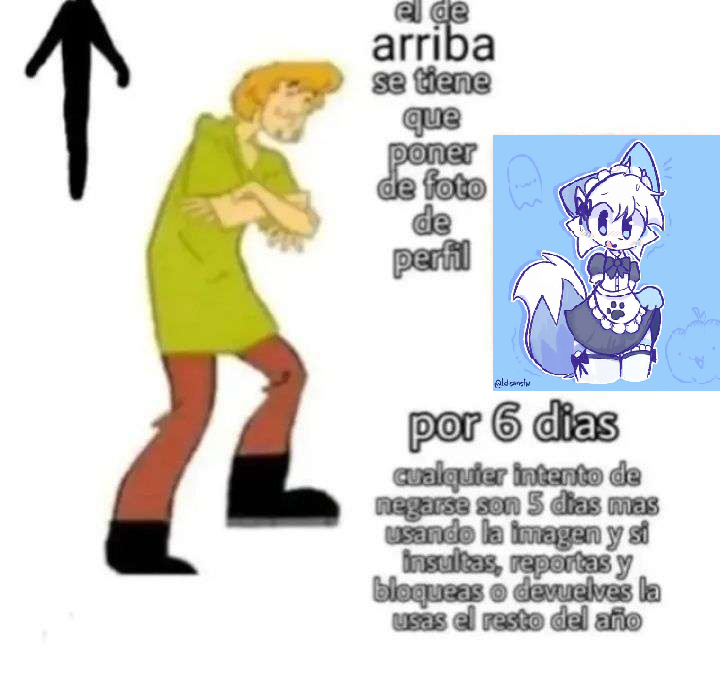 el de
arriba
se tiene
que
poner
de foto
de
perfil
por 6 dias
cualquier intento de
negarse son 5 dias mas
usando la imagen y si
insultas, reportas y
bloqueas o devuelves la
usas el resto del año